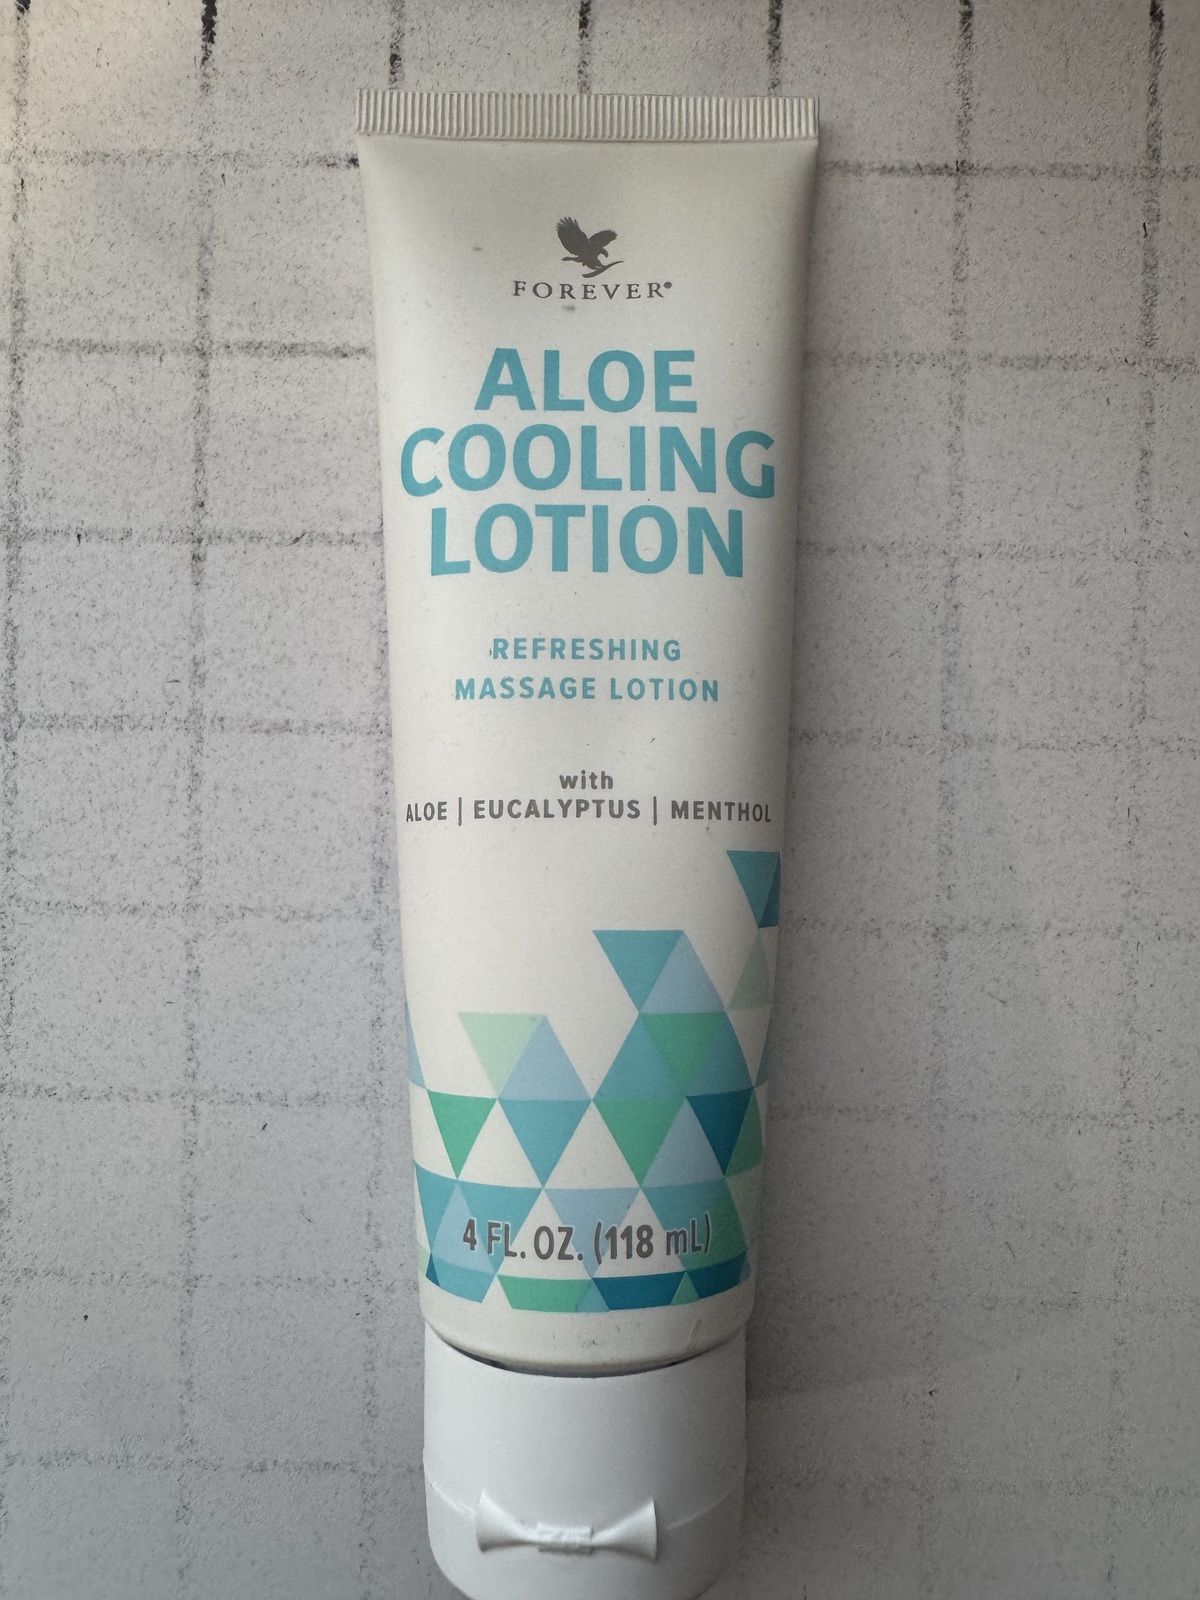 FOREVER®
ALOE
COOLING
LOTION
REFRESHING
MASSAGE LOTION
with
ALOE | EUCALYPTUS | MENTHOL
4 FL. OZ. (118 mL)